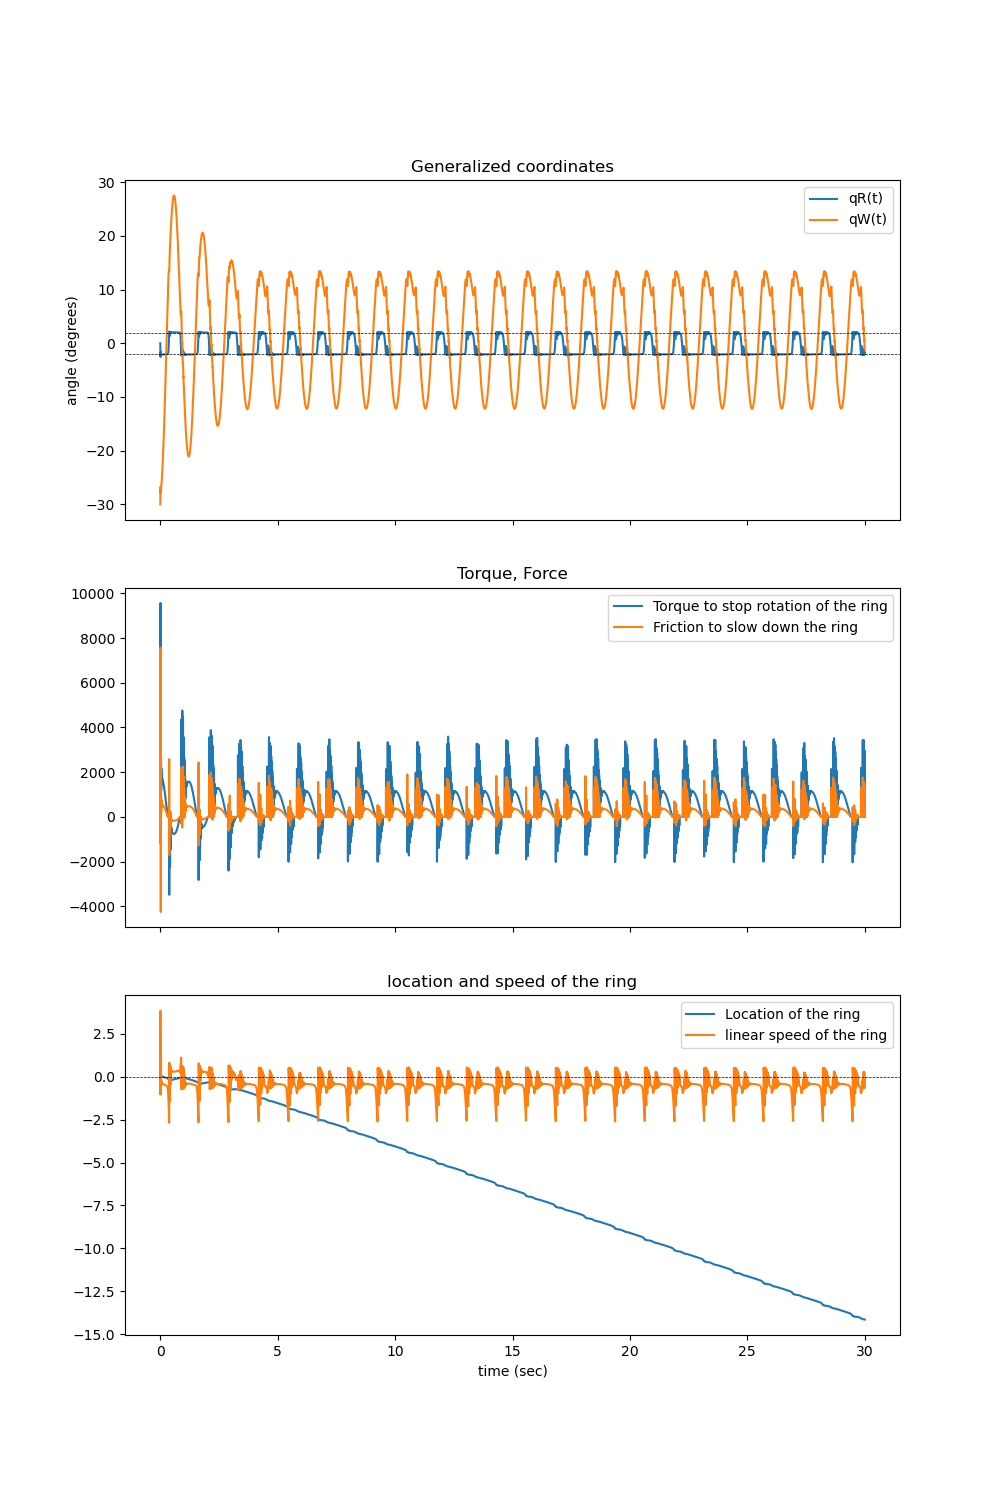 Generalized coordinates
30
20
10
0
−10
−20
−30
angle (degrees)
qR(t)
qW(t)
Torque, Force
10000
8000
6000
4000
2000
0
−2000
−4000
Torque to stop rotation of the ring
Friction to slow down the ring
location and speed of the ring
2.5
0.0
−2.5
−5.0
−7.5
−10.0
−12.5
−15.0
Location of the ring
linear speed of the ring
0 5 10 15 20 25 30
time (sec)